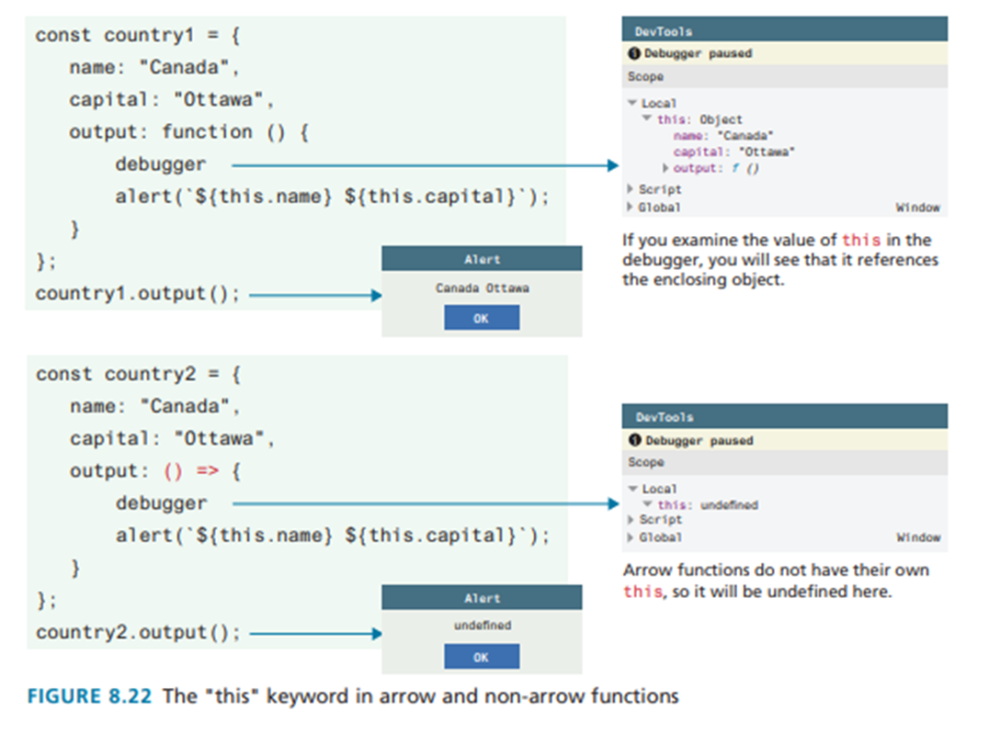 const country1 = {
name: "Canada",
capital: "Ottawa",
output: function () {
debugger
alert(`${this.name} ${this.capital}`);
}
};
country1.output();
Alert
Canada Ottawa
OK
DevTools
Debugger paused
Scope
Local
this: Object
name: "Canada"
capital: "Ottawa"
output: f ()
Script
Global Window
If you examine the value of this in the
debugger, you will see that it references
the enclosing object.
const country2 = {
name: "Canada",
capital: "Ottawa",
output: () => {
debugger
alert(`${this.name} ${this.capital}`);
}
};
country2.output();
Alert
undefined
OK
DevTools
Debugger paused
Scope
Local
this: undefined
Script
Global Window
Arrow functions do not have their own
this, so it will be undefined here.
FIGURE 8.22 The "this" keyword in arrow and non-arrow functions